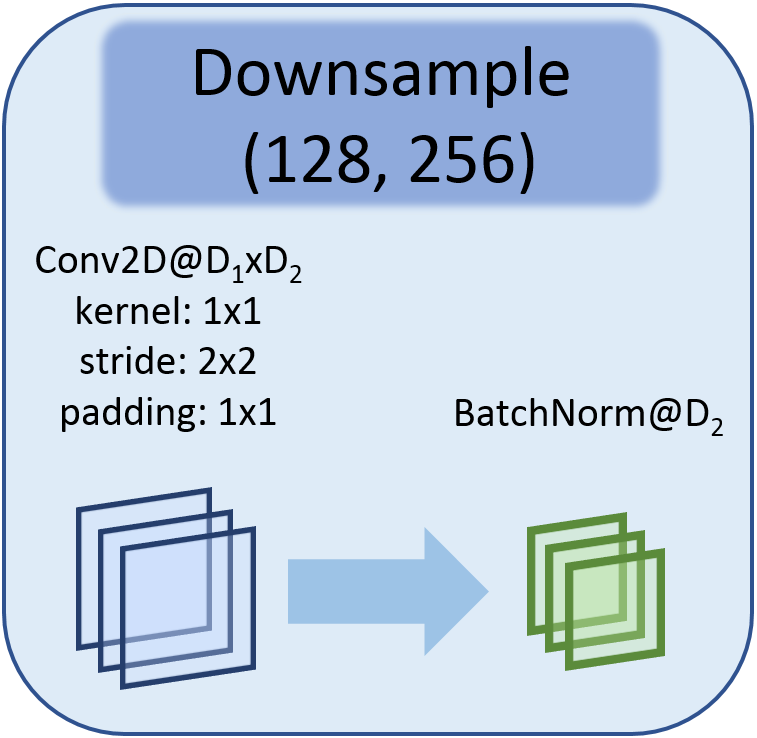 Downsample
(128, 256)
Conv2D@D₁xD₂
kernel: 1x1
stride: 2x2
padding: 1x1
BatchNorm@D₂